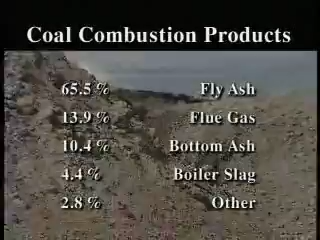 Coal Combustion Products
65.5 % Fly Ash
13.9 % Flue Gas
10.4 % Bottom Ash
4.4 % Boiler Slag
2.8 % Other